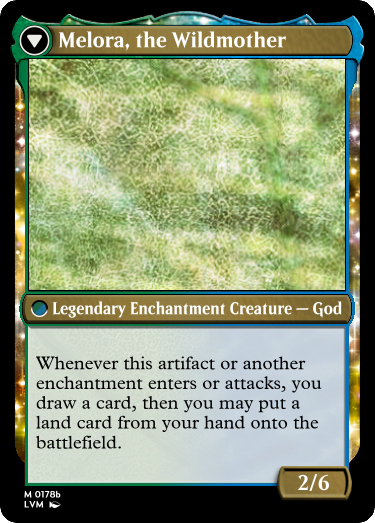 Melora, the Wildmother
Legendary Enchantment Creature — God
Whenever this artifact or another
enchantment enters or attacks, you
draw a card, then you may put a
land card from your hand onto the
battlefield.
2/6
M 0178b
LVM